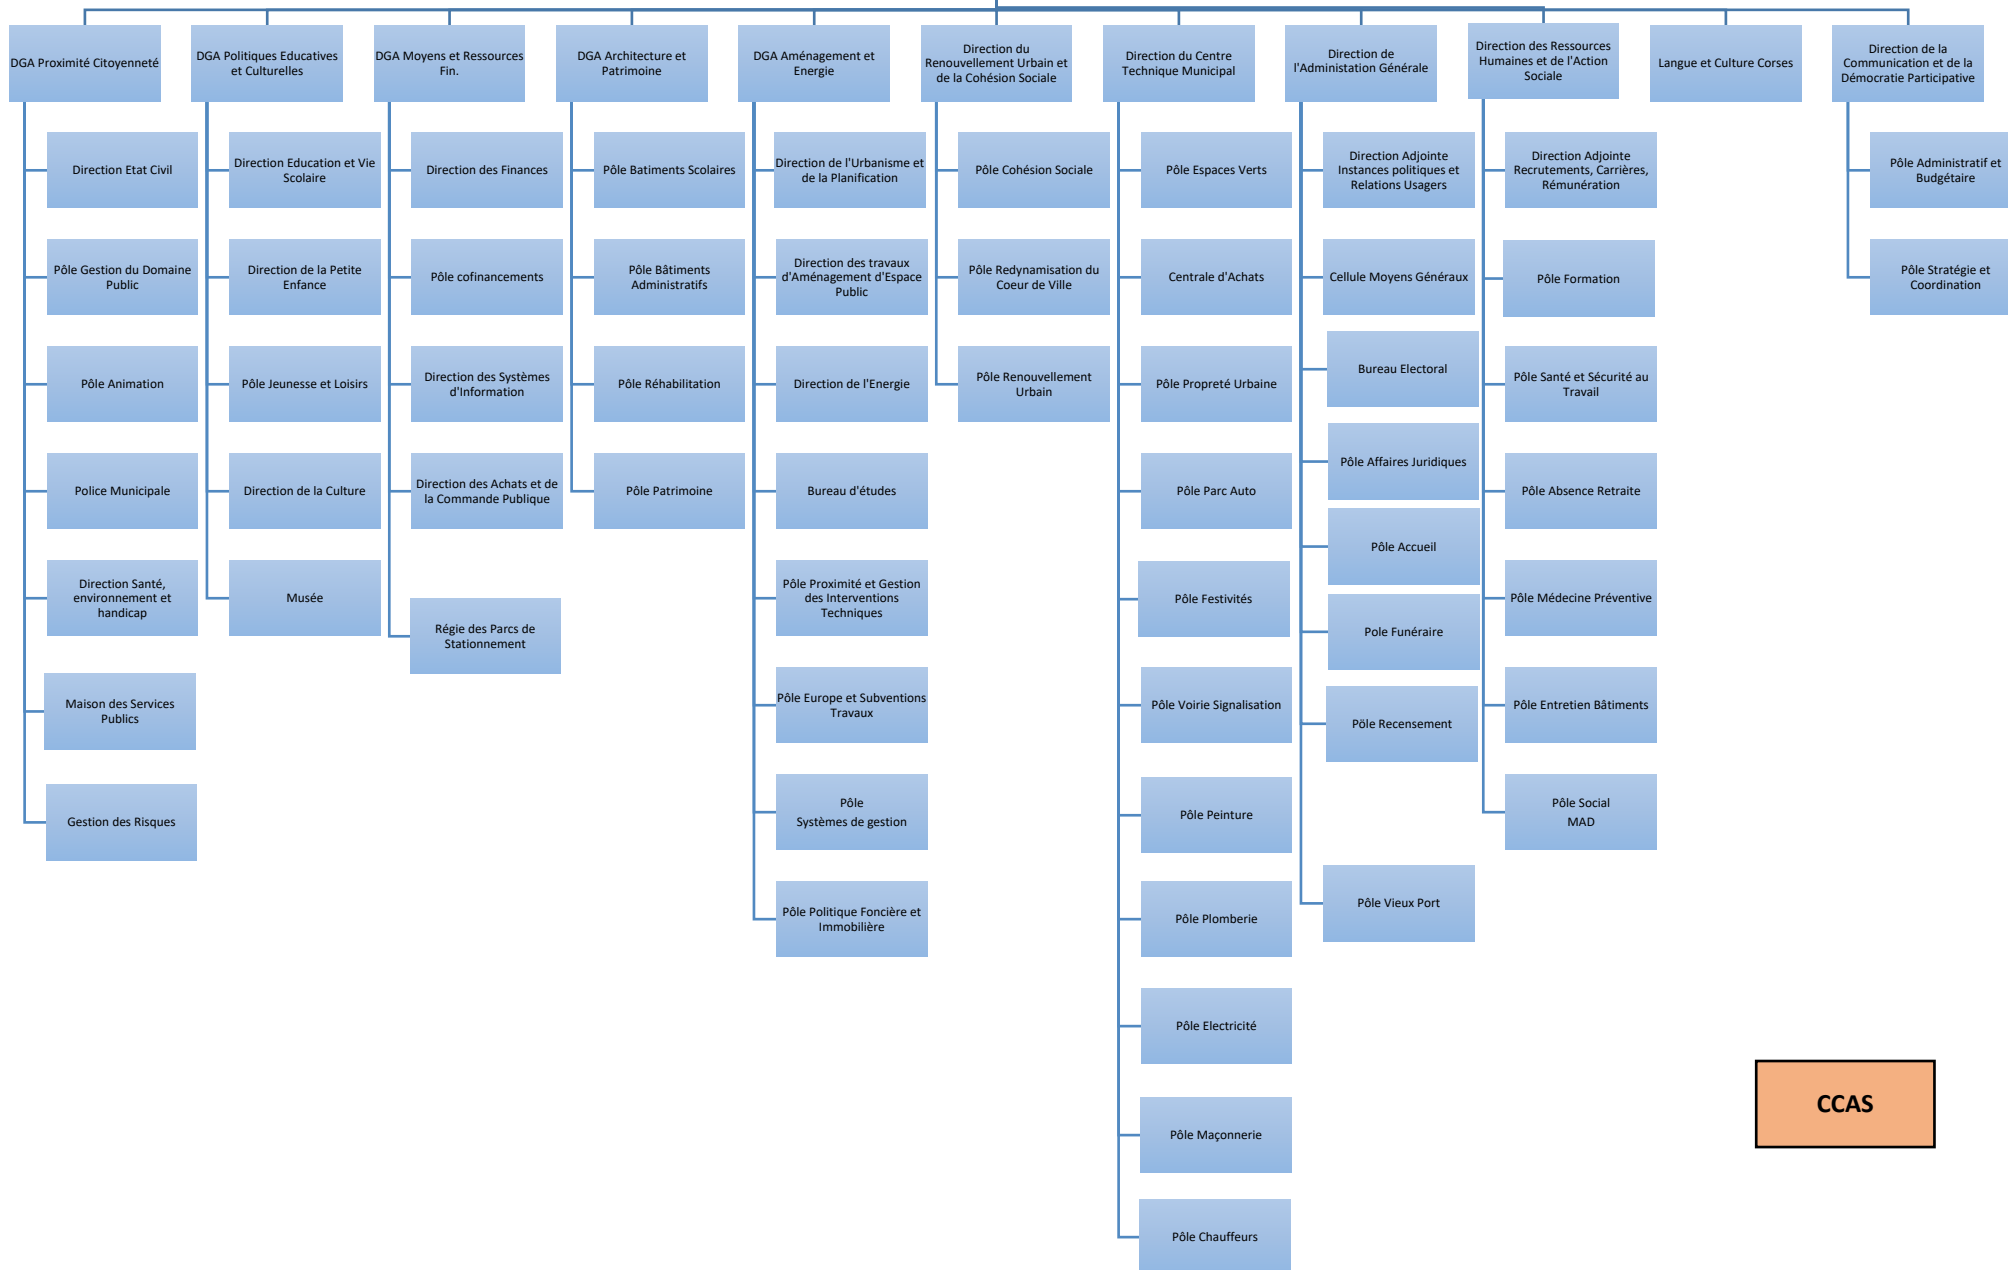 DGA Proximité Citoyenneté
DGA Politiques Educatives
et Culturelles
DGA Moyens et Ressources
Fin.
DGA Architecture et
Patrimoine
DGA Aménagement et
Energie
Direction du
Renouvellement Urbain et
de la Cohésion Sociale
Direction du Centre
Technique Municipal
Direction de
l'Administation Générale
Direction des Ressources
Humaines et de l'Action
Sociale
Langue et Culture Corses
Direction de la
Communication et de la
Démocratie Participative
Direction Etat Civil
Pôle Gestion du Domaine
Public
Pôle Animation
Police Municipale
Direction Santé,
environnement et
handicap
Maison des Services
Publics
Gestion des Risques
Direction Education et Vie
Scolaire
Direction de la Petite
Enfance
Pôle Jeunesse et Loisirs
Direction de la Culture
Musée
Direction des Finances
Pôle cofinancements
Direction des Systèmes
d'Information
Direction des Achats et de
la Commande Publique
Régie des Parcs de
Stationnement
Pôle Batiments Scolaires
Pôle Bâtiments
Administratifs
Pôle Réhabilitation
Pôle Patrimoine
Direction de l'Urbanisme et
de la Planification
Direction des travaux
d'Aménagement d'Espace
Public
Direction de l'Energie
Bureau d'études
Pôle Proximité et Gestion
des Interventions
Techniques
Pôle Europe et Subventions
Travaux
Pôle
Systèmes de gestion
Pôle Politique Foncière et
Immobilière
Pôle Cohésion Sociale
Pôle Redynamisation du
Coeur de Ville
Pôle Renouvellement
Urbain
Pôle Espaces Verts
Centrale d'Achats
Pôle Propreté Urbaine
Pôle Parc Auto
Pôle Festivités
Pôle Voirie Signalisation
Pôle Peinture
Pôle Plomberie
Pôle Electricité
Pôle Maçonnerie
Pôle Chauffeurs
Direction Adjointe
Instances politiques et
Relations Usagers
Cellule Moyens Généraux
Bureau Electoral
Pôle Affaires Juridiques
Pôle Accueil
Pole Funéraire
Pöle Recensement
Pôle Vieux Port
Direction Adjointe
Recrutements, Carrières,
Rémunération
Pôle Formation
Pôle Santé et Sécurité au
Travail
Pôle Absence Retraite
Pôle Médecine Préventive
Pôle Entretien Bâtiments
Pôle Social
MAD
Pôle Administratif et
Budgétaire
Pôle Stratégie et
Coordination
CCAS